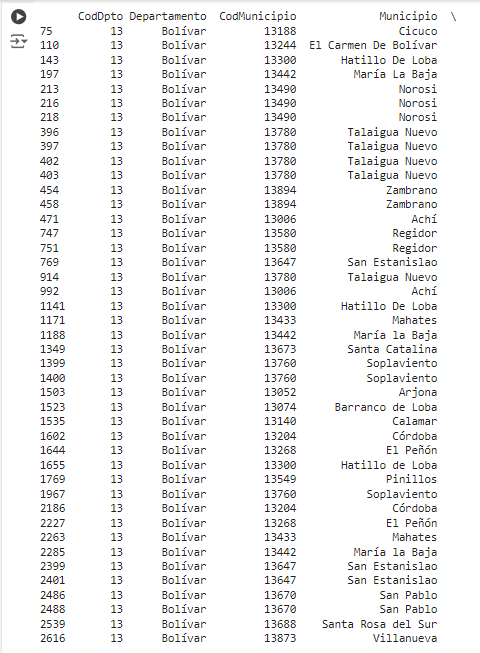 CodDpto Departamento CodMunicipio Municipio \
75 13 Bolívar 13188 Cicuco
110 13 Bolívar 13244 El Carmen De Bolívar
143 13 Bolívar 13300 Hatillo De Loba
197 13 Bolívar 13442 María La Baja
213 13 Bolívar 13490 Norosi
216 13 Bolívar 13490 Norosi
218 13 Bolívar 13490 Norosi
396 13 Bolívar 13780 Talaigua Nuevo
397 13 Bolívar 13780 Talaigua Nuevo
402 13 Bolívar 13780 Talaigua Nuevo
403 13 Bolívar 13780 Talaigua Nuevo
454 13 Bolívar 13894 Zambrano
458 13 Bolívar 13894 Zambrano
471 13 Bolívar 13006 Achí
747 13 Bolívar 13580 Regidor
751 13 Bolívar 13580 Regidor
769 13 Bolívar 13647 San Estanislao
914 13 Bolívar 13780 Talaigua Nuevo
992 13 Bolívar 13006 Achí
1141 13 Bolívar 13300 Hatillo De Loba
1171 13 Bolívar 13433 Mahates
1188 13 Bolívar 13442 María la Baja
1349 13 Bolívar 13673 Santa Catalina
1399 13 Bolívar 13760 Soplaviento
1400 13 Bolívar 13760 Soplaviento
1503 13 Bolívar 13052 Arjona
1523 13 Bolívar 13074 Barranco de Loba
1535 13 Bolívar 13140 Calamar
1602 13 Bolívar 13204 Córdoba
1644 13 Bolívar 13268 El Peñón
1655 13 Bolívar 13300 Hatillo de Loba
1769 13 Bolívar 13549 Pinillos
1967 13 Bolívar 13760 Soplaviento
2186 13 Bolívar 13204 Córdoba
2227 13 Bolívar 13268 El Peñón
2263 13 Bolívar 13433 Mahates
2285 13 Bolívar 13442 María la Baja
2399 13 Bolívar 13647 San Estanislao
2401 13 Bolívar 13647 San Estanislao
2486 13 Bolívar 13670 San Pablo
2488 13 Bolívar 13670 San Pablo
2539 13 Bolívar 13688 Santa Rosa del Sur
2616 13 Bolívar 13873 Villanueva